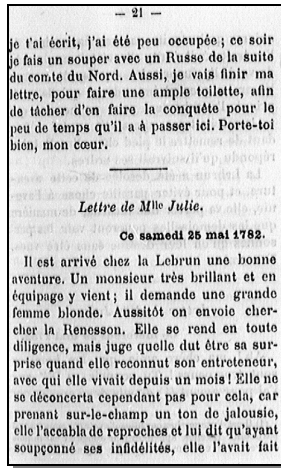 — 21 —
je t'ai écrit, j'ai été peu occupée ; ce soir
je fais un souper avec un Russe de la suite
du comte du Nord. Aussi, je vais finir ma
lettre, pour faire une ample toilette, afin
de tâcher d'en faire la conquête pour le
peu de temps qu'il a à passer ici. Porte-toi
bien, mon cœur.
Lettre de Mlle Julie.
Ce samedi 25 mai 1782.
Il est arrivé chez la Lebrun une bonne
aventure. Un monsieur très brillant et en
équipage y vient ; il demande une grande
femme blonde. Aussitôt on envoie cher-
cher la Renesson. Elle se rend en toute
diligence, mais juge quelle dut être sa sur-
prise quand elle reconnut son entreteneur,
avec qui elle vivait depuis un mois ! Elle ne
se déconcerta cependant pas pour cela, car
prenant sur-le-champ un ton de jalousie,
elle l'accabla de reproches et lui dit qu'ayant
soupçonné ses infidélités, elle l'avait fait